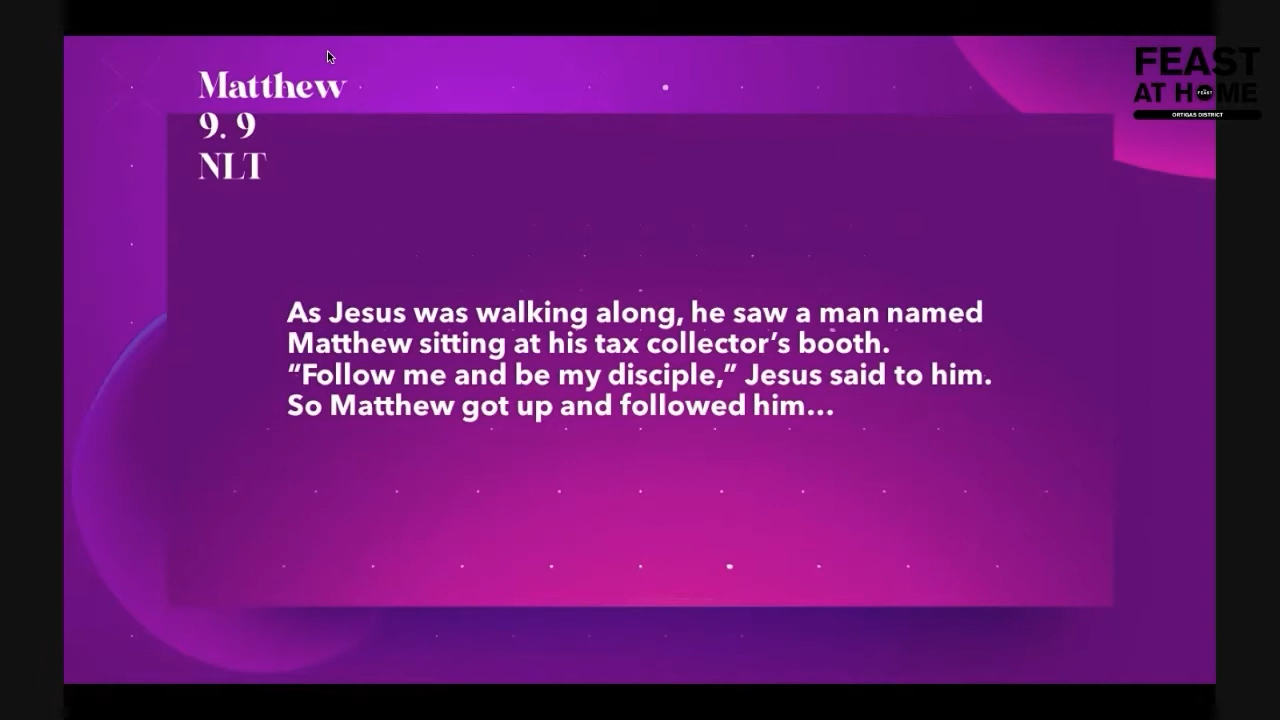 Matthew
9. 9
NLT
FEAST
AT HOME
FEAST
ORTIGAS DISTRICT
As Jesus was walking along, he saw a man named
Matthew sitting at his tax collector’s booth.
“Follow me and be my disciple,” Jesus said to him.
So Matthew got up and followed him...